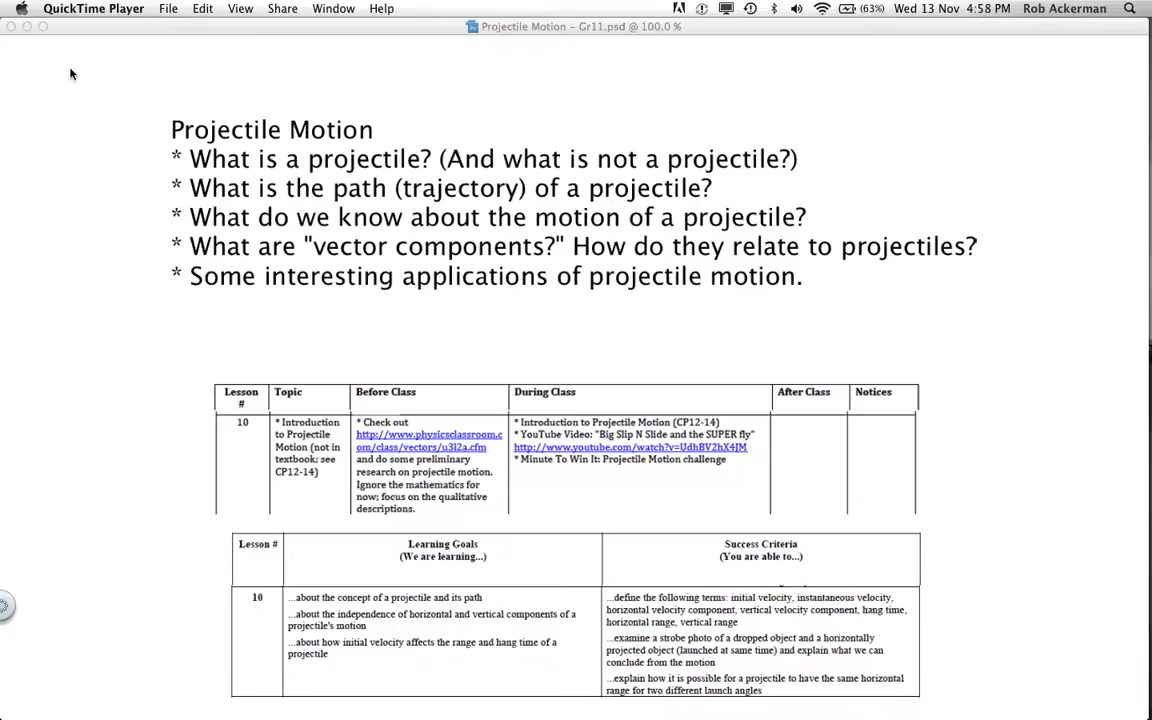 QuickTime Player File Edit View Share Window Help (63%) Wed 13 Nov 4:58 PM Rob Ackerman
Projectile Motion - Gr11.psd @ 100.0 %
Projectile Motion
* What is a projectile? (And what is not a projectile?)
* What is the path (trajectory) of a projectile?
* What do we know about the motion of a projectile?
* What are "vector components?" How do they relate to projectiles?
* Some interesting applications of projectile motion.
Lesson # Topic Before Class During Class After Class Notices
10
* Introduction
to Projectile
Motion (not in
textbook; see
CP12-14)
* Check out
http://www.physicsclassroom.c
om/class/vectors/u3l2a.cfm
and do some preliminary
research on projectile motion.
Ignore the mathematics for
now; focus on the qualitative
descriptions.
* Introduction to Projectile Motion (CP12-14)
* YouTube Video: "Big Slip N Slide and the SUPER fly"
http://www.youtube.com/watch?v=UdhBV2hX4JM
* Minute To Win It: Projectile Motion challenge
Lesson #
Learning Goals
(We are learning...)
Success Criteria
(You are able to...)
10
...about the concept of a projectile and its path
...about the independence of horizontal and vertical components of a
projectile's motion
...about how initial velocity affects the range and hang time of a
projectile
...define the following terms: initial velocity, instantaneous velocity,
horizontal velocity component, vertical velocity component, hang time,
horizontal range, vertical range
...examine a strobe photo of a dropped object and a horizontally
projected object (launched at same time) and explain what we can
conclude from the motion
...explain how it is possible for a projectile to have the same horizontal
range for two different launch angles